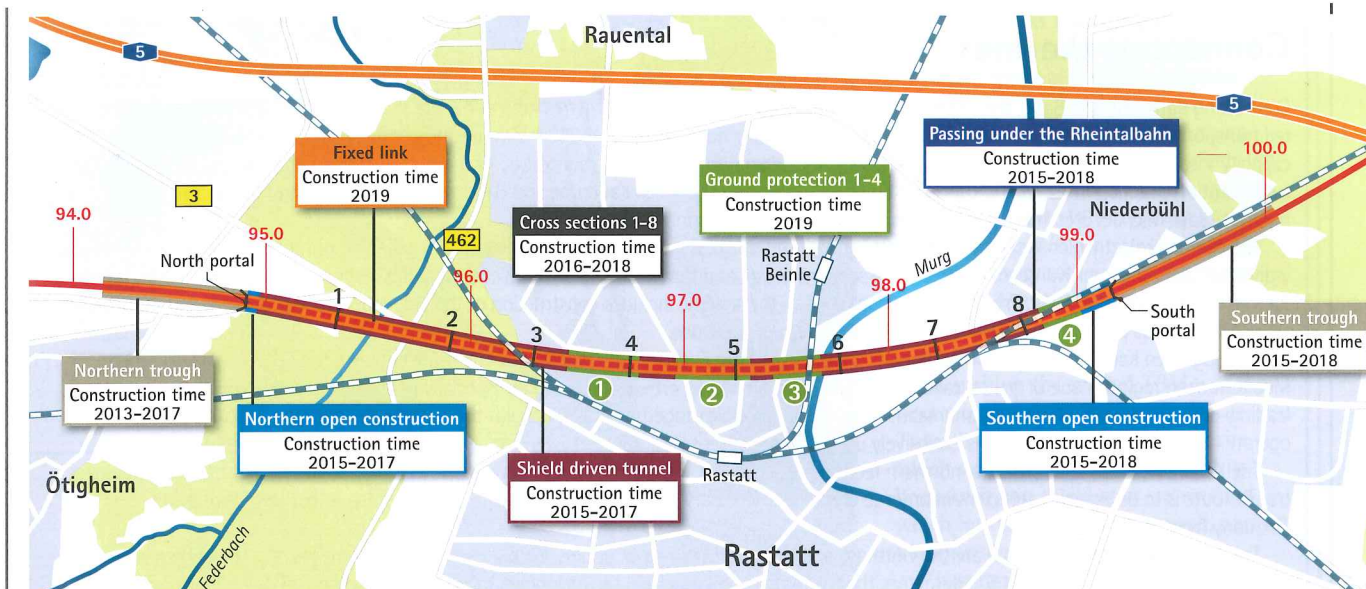 Rauental
5
5
Fixed link
Construction time
2019
Passing under the Rheintalbahn
Construction time
2015–2018
100.0
Ground protection 1–4
Construction time
2019
3
94.0
Cross sections 1–8
Construction time
2016–2018
Niederbühl
462
95.0
North portal
96.0
97.0
Rastatt
Beinle
Murg
98.0
99.0
1
2
3
4
5
6
7
8
South
portal
1
2
3
4
Northern trough
Construction time
2013–2017
Southern trough
Construction time
2015–2018
Northern open construction
Construction time
2015–2017
Southern open construction
Construction time
2015–2018
Shield driven tunnel
Construction time
2015–2017
Rastatt
Ötigheim
Federbach
Rastatt